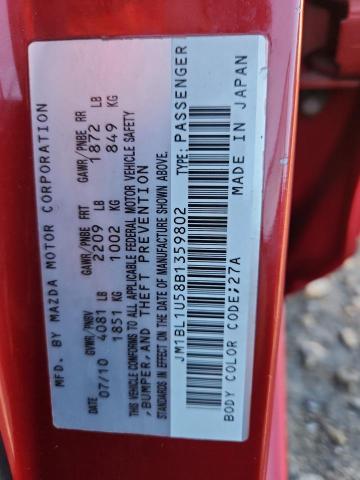 MFD. BY MAZDA MOTOR CORPORATION
DATE GVWR/PNBV GAWR/PNBE FRT GAWR/PNBE RR
07/10 4081 LB 2209 LB 1872 LB
1851 KG 1002 KG 849 KG
THIS VEHICLE CONFORMS TO ALL APPLICABLE FEDERAL MOTOR VEHICLE SAFETY
,BUMPER, AND THEFT PREVENTION
STANDARDS IN EFFECT ON THE DATE OF MANUFACTURE SHOWN ABOVE.
JM1BL1U58B1359802 TYPE: PASSENGER
BODY COLOR CODE:27A MADE IN JAPAN